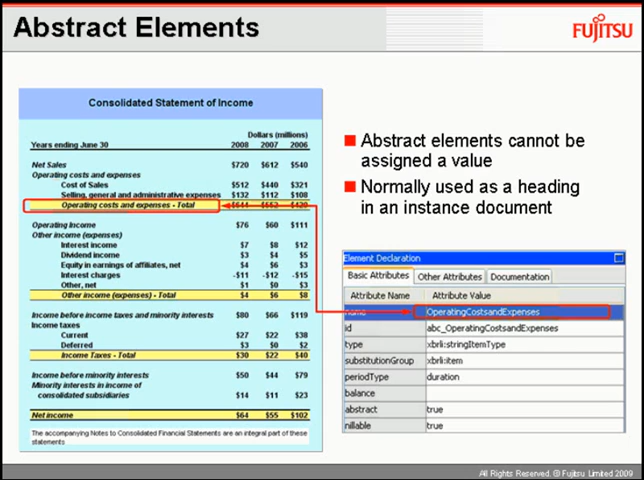 Abstract Elements
FUJITSU
Consolidated Statement of Income
Dollars (millions)
Years ending June 30 2008 2007 2006
Net Sales $720 $612 $540
Operating costs and expenses
Cost of Sales $512 $440 $321
Selling, general and administrative expenses $132 $112 $108
Operating costs and expenses - Total
Operating Income $76 $60 $111
Other income (expenses)
Interest income $7 $8 $12
Dividend income $3 $4 $5
Equity in earnings of affiliates, net $4 $6 $3
Interest charges -$11 -$12 -$15
Other, net $1 $0 $3
Other income (expenses) - Total $4 $6 $8
Income before income taxes and minority interests $80 $66 $119
Income taxes
Current $27 $22 $38
Deferred $3 $0 $2
Income Taxes - Total $30 $22 $40
Income before minority interests $50 $44 $79
Minority interests in income of
consolidated subsidiaries $14 $11 $23
Net income $64 $55 $102
The accompanying Notes to Consolidated Financial Statements are an integral part of these
statements
Abstract elements cannot be
assigned a value
Normally used as a heading
in an instance document
Element Declaration
Basic Attributes Other Attributes Documentation
Attribute Name Attribute Value
name OperatingCostsandExpenses
id abc_OperatingCostsandExpenses
type xbrli:stringItemType
substitutionGroup xbrli:item
periodType duration
balance
abstract true
nillable true
All Rights Reserved. © Fujitsu Limited 2009